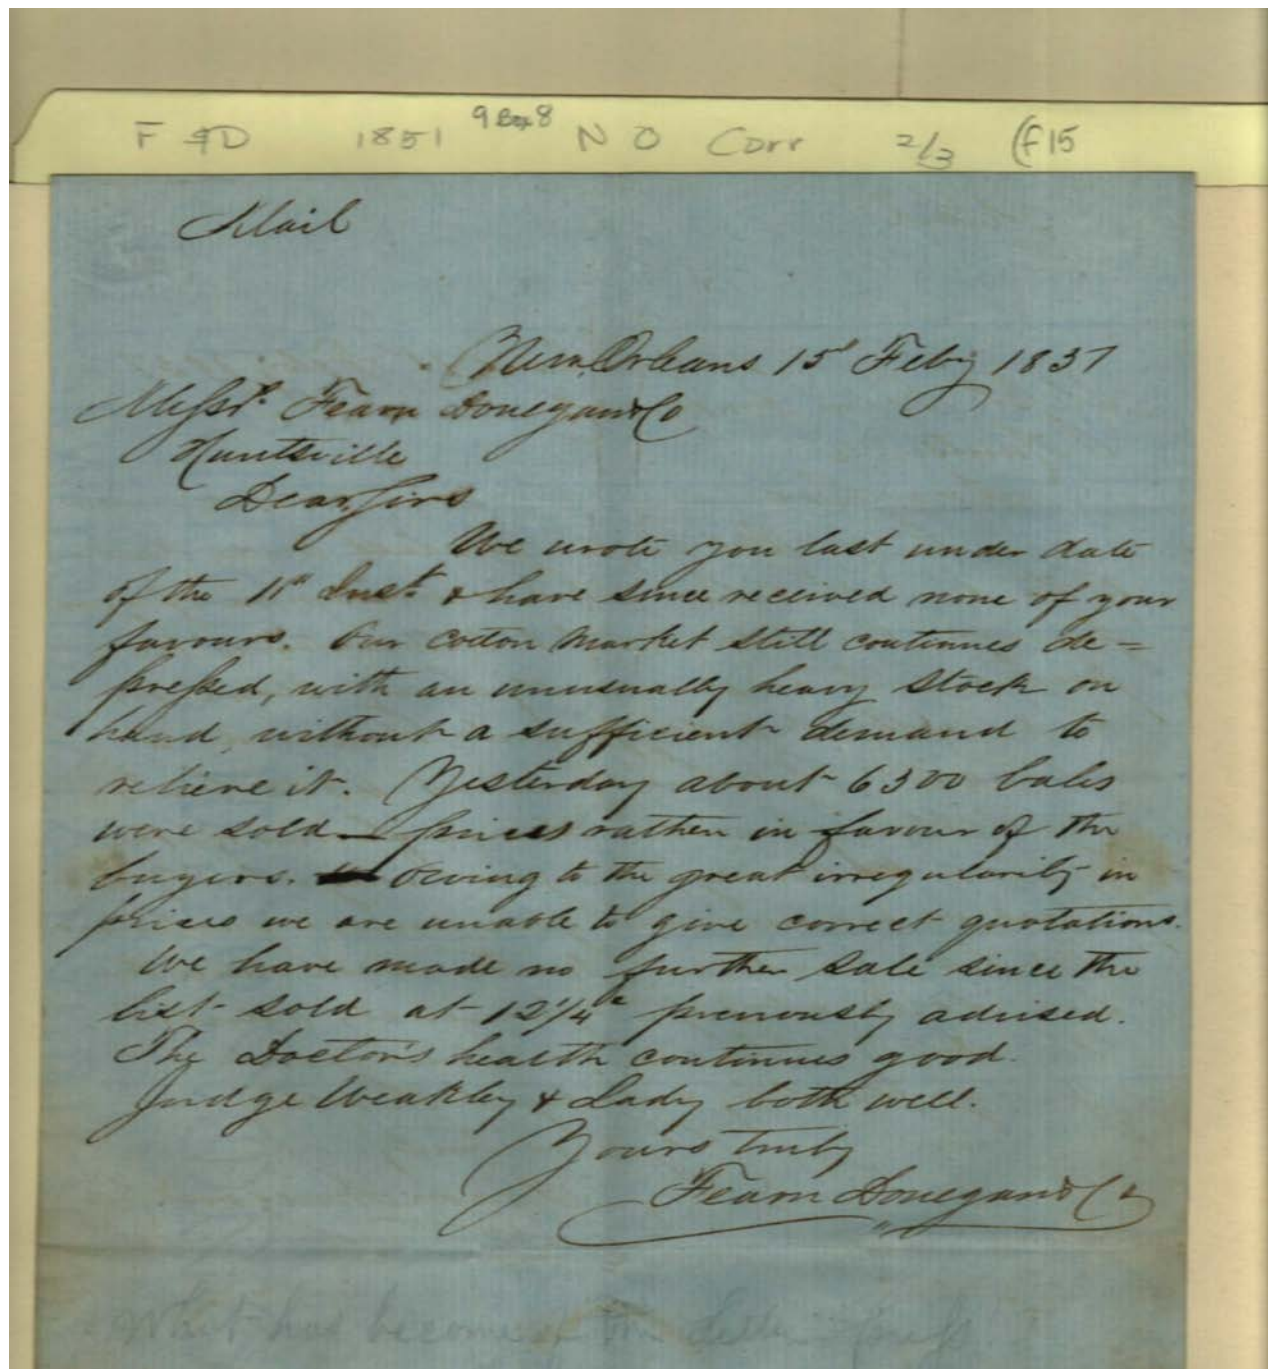 F & D 1851 9 Box 8 N O Corr 2/3 (f15
Mail
New Orleans 15' Feby 1837
Messrs. Fearn Donegan & Co
Huntsville
Dear Sirs
We wrote you last under date
of the 11th Inst. & have since received none of your
favours. Our cotton market still continues de=
pressed, with an unusually heavy stock on
hand, without a sufficient demand to
relieve it. Yesterday about 6300 bales
were sold — prices rather in favour of the
buyers. Owing to the great irregularity in
prices we are unable to give correct quotations.
We have made no further sale since the
list sold at 12 1/4 c previously advised.
The Doctor's health continues good.
Judge Weakley & Lady both well.
Yours truly
Fearn Donegan & Co
What has become of the letter press